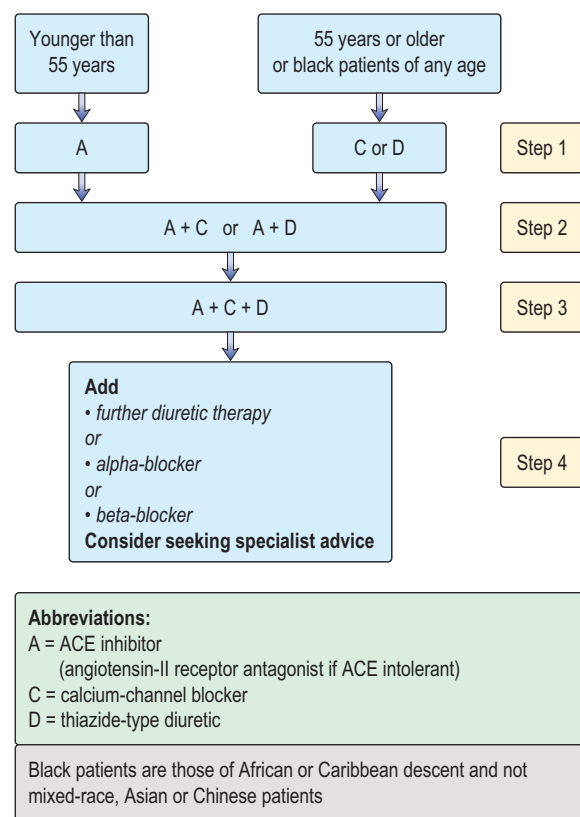 Younger than
55 years
55 years or older
or black patients of any age
A
C or D
Step 1
A + C or A + D
Step 2
A + C + D
Step 3
Add
• further diuretic therapy
or
• alpha-blocker
or
• beta-blocker
Consider seeking specialist advice
Step 4
Abbreviations:
A = ACE inhibitor
(angiotensin-II receptor antagonist if ACE intolerant)
C = calcium-channel blocker
D = thiazide-type diuretic
Black patients are those of African or Caribbean descent and not
mixed-race, Asian or Chinese patients